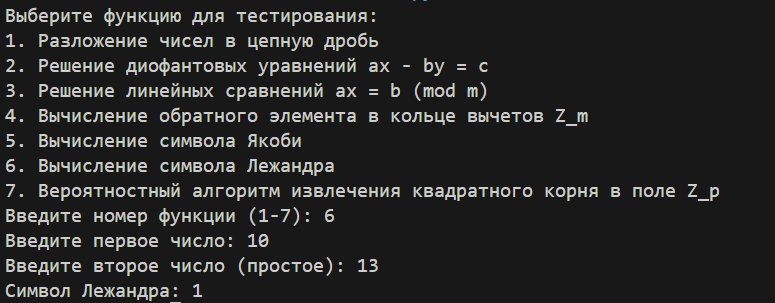 Выберите функцию для тестирования:
1. Разложение чисел в цепную дробь
2. Решение диофантовых уравнений ax - by = c
3. Решение линейных сравнений ax = b (mod m)
4. Вычисление обратного элемента в кольце вычетов Z_m
5. Вычисление символа Якоби
6. Вычисление символа Лежандра
7. Вероятностный алгоритм извлечения квадратного корня в поле Z_p
Введите номер функции (1-7): 6
Введите первое число: 10
Введите второе число (простое): 13
Символ Лежандра: 1